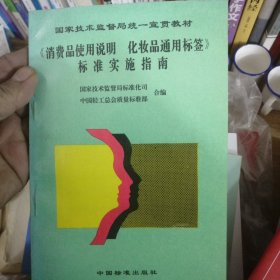 国家技术监督局统一宣贯教材
《消费品使用说明 化妆品通用标签》
标准实施指南
国家技术监督局标准化司
中国轻工总会质量标准部
合编
中国标准出版社
作文